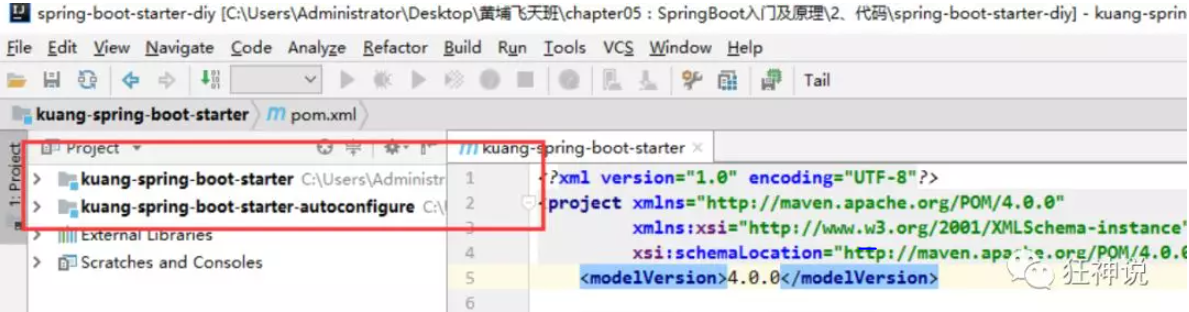 spring-boot-starter-diy [C:\Users\Administrator\Desktop\黄埔飞天班\chapter05：SpringBoot入门及原理\2、代码\spring-boot-starter-diy] - kuang-sprin
File Edit View Navigate Code Analyze Refactor Build Run Tools VCS Window Help
Tail
kuang-spring-boot-starter pom.xml
1: Project
Project
kuang-spring-boot-starter
kuang-spring-boot-starter C:\Users\Administr
1 <?xml version="1.0" encoding="UTF-8"?>
kuang-spring-boot-starter-autoconfigure C:\
2 <project xmlns="http://maven.apache.org/POM/4.0.0"
External Libraries
3 xmlns:xsi="http://www.w3.org/2001/XMLSchema-instance"
Scratches and Consoles
4 xsi:schemaLocation="http://maven.apache.org/POM/4.0.0
5 <modelVersion>4.0.0</modelVersion>
6
狂神说